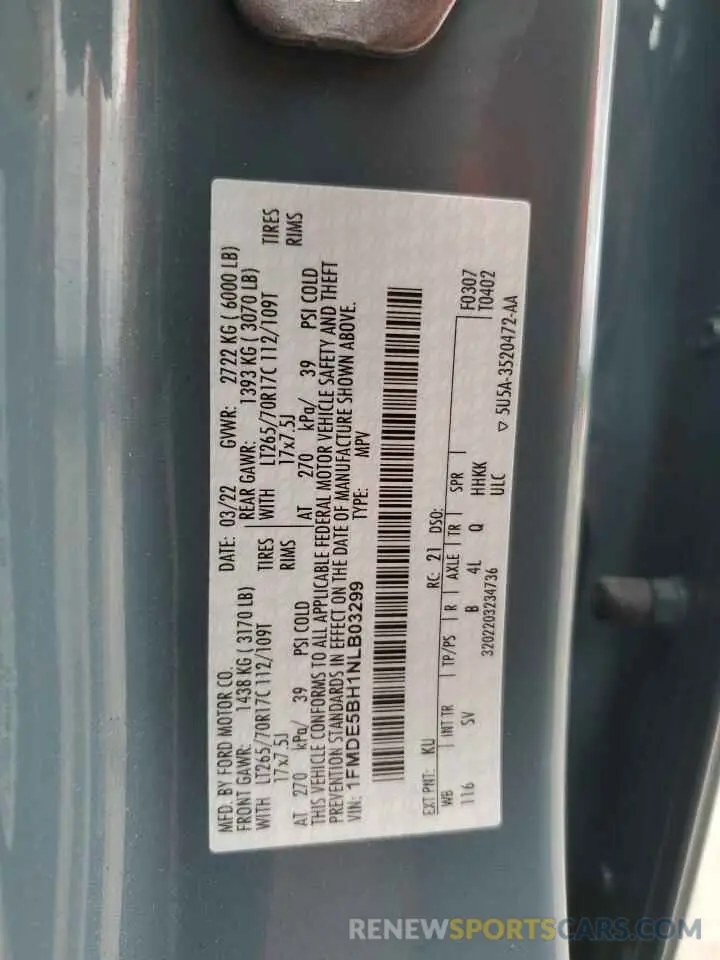 MFD. BY FORD MOTOR CO.
DATE: 03/22 GVWR: 2722 KG ( 6000 LB)
FRONT GAWR: 1438 KG ( 3170 LB) REAR GAWR: 1393 KG ( 3070 LB)
WITH LT265/70R17C 112/109T TIRES WITH LT265/70R17C 112/109T TIRES
17x7.5J RIMS 17x7.5J RIMS
AT 270 kPa/ 39 PSI COLD AT 270 kPa/ 39 PSI COLD
THIS VEHICLE CONFORMS TO ALL APPLICABLE FEDERAL MOTOR VEHICLE SAFETY AND THEFT
PREVENTION STANDARDS IN EFFECT ON THE DATE OF MANUFACTURE SHOWN ABOVE.
VIN: 1FMDE5BH1NLB03299 TYPE: MPV
EXT PNT: KU RC: 21 DSO:
WB INT TR TP/PS R AXLE TR SPR F0307
116 SV B 4L Q HHKK T0402
3202203234736 ULC ▽ 5U5A-3520472-AA
RENEWSPORTSCARS.COM